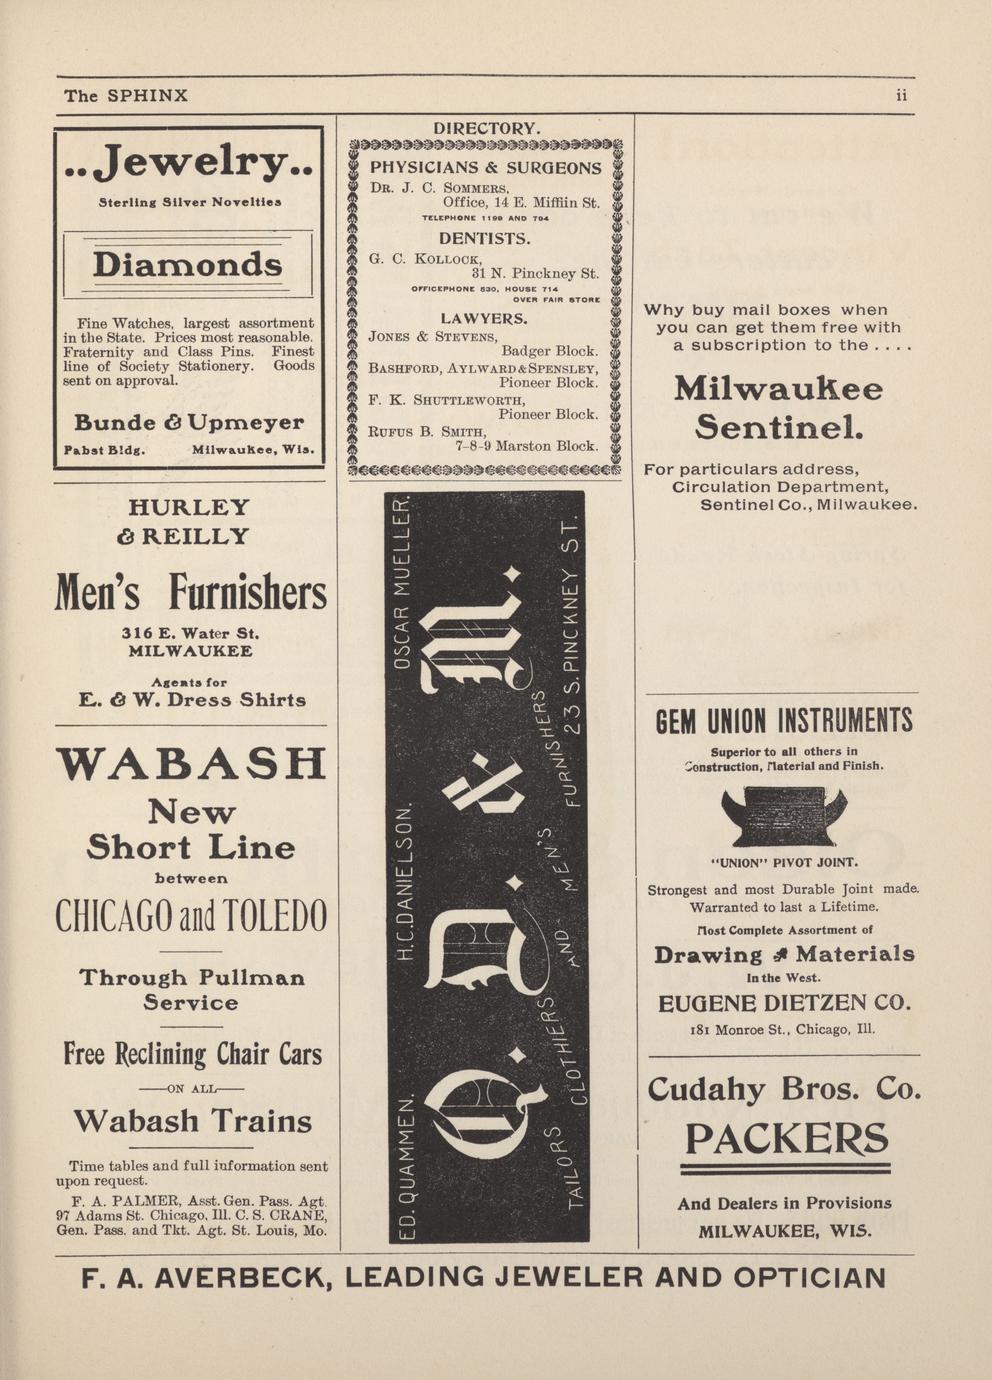 The SPHINX
ii
..Jewelry..
Sterling Silver Novelties
Diamonds
Fine Watches, largest assortment
in the State. Prices most reasonable.
Fraternity and Class Pins. Finest
line of Society Stationery. Goods
sent on approval.
Bunde & Upmeyer
Pabst Bldg. Milwaukee, Wis.
HURLEY
& REILLY
Men's Furnishers
316 E. Water St.
MILWAUKEE
Agents for
E. & W. Dress Shirts
WABASH
New
Short Line
between
CHICAGO and TOLEDO
Through Pullman
Service
Free Reclining Chair Cars
ON ALL
Wabash Trains
Time tables and full information sent
upon request.
F. A. PALMER, Asst. Gen. Pass. Agt.
97 Adams St. Chicago, Ill. C. S. CRANE,
Gen. Pass. and Tkt. Agt. St. Louis, Mo.
DIRECTORY.
PHYSICIANS & SURGEONS
DR. J. C. SOMMERS,
Office, 14 E. Mifflin St.
TELEPHONE 1199 AND 794
DENTISTS.
G. C. KOLLOCK,
31 N. Pinckney St.
OFFICEPHONE 530, HOUSE 714
OVER FAIR STORE
LAWYERS.
JONES & STEVENS,
Badger Block.
BASHFORD, AYLWARD & SPENSLEY,
Pioneer Block.
F. K. SHUTTLEWORTH,
Pioneer Block.
RUFUS B. SMITH,
7-8-9 Marston Block.
ED. QUAMMEN. H.C. DANIELSON. OSCAR MUELLER.
Q. D. & M.
TAILORS CLOTHIERS AND MEN'S FURNISHERS
23 S. PINCKNEY ST.
Why buy mail boxes when
you can get them free with
a subscription to the . . . .
Milwaukee
Sentinel.
For particulars address,
Circulation Department,
Sentinel Co., Milwaukee.
GEM UNION INSTRUMENTS
Superior to all others in
Construction, Material and Finish.
"UNION" PIVOT JOINT.
Strongest and most Durable Joint made.
Warranted to last a Lifetime.
Most Complete Assortment of
Drawing Materials
In the West.
EUGENE DIETZEN CO.
181 Monroe St., Chicago, Ill.
Cudahy Bros. Co.
PACKERS
And Dealers in Provisions
MILWAUKEE, WIS.
F. A. AVERBECK, LEADING JEWELER AND OPTICIAN